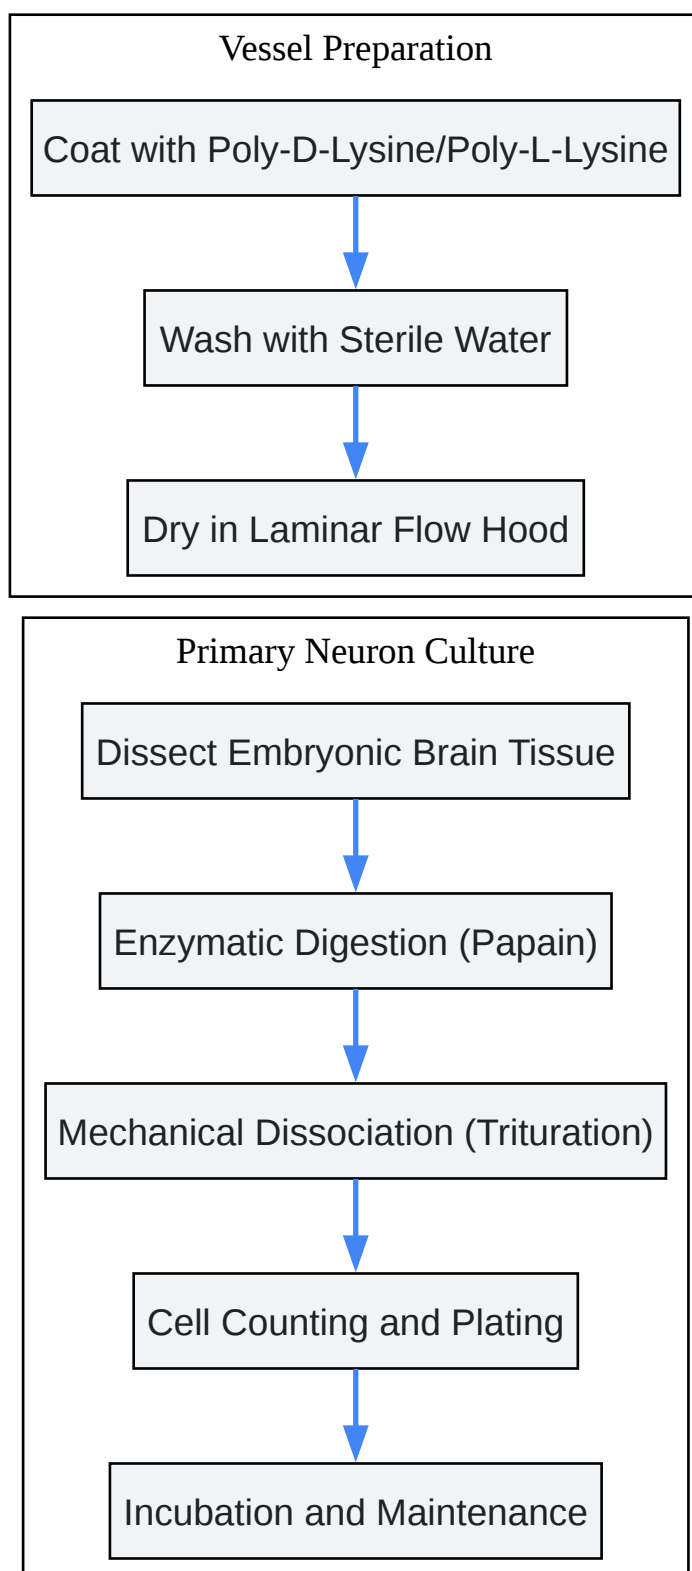 Vessel Preparation
Coat with Poly-D-Lysine/Poly-L-Lysine
Wash with Sterile Water
Dry in Laminar Flow Hood
Primary Neuron Culture
Dissect Embryonic Brain Tissue
Enzymatic Digestion (Papain)
Mechanical Dissociation (Trituration)
Cell Counting and Plating
Incubation and Maintenance